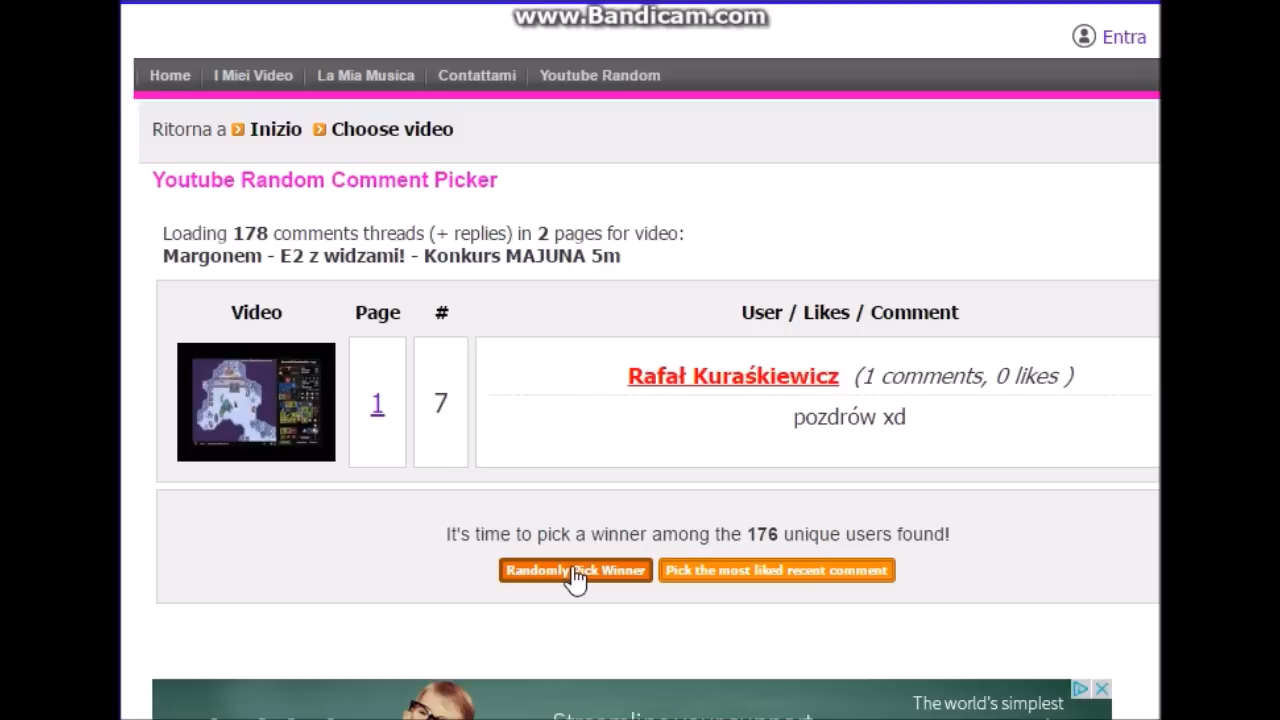 www.Bandicam.com
Entra
Home I Miei Video La Mia Musica Contattami Youtube Random
Ritorna a Inizio Choose video
Youtube Random Comment Picker
Loading 178 comments threads (+ replies) in 2 pages for video:
Margonem - E2 z widzami! - Konkurs MAJUNA 5m
Video Page # User / Likes / Comment
Rafał Kuraśkiewicz (1 comments, 0 likes )
1 7
pozdrów xd
It's time to pick a winner among the 176 unique users found!
Randomly Pick Winner Pick the most liked recent comment
The world's simplest
Streamline your support